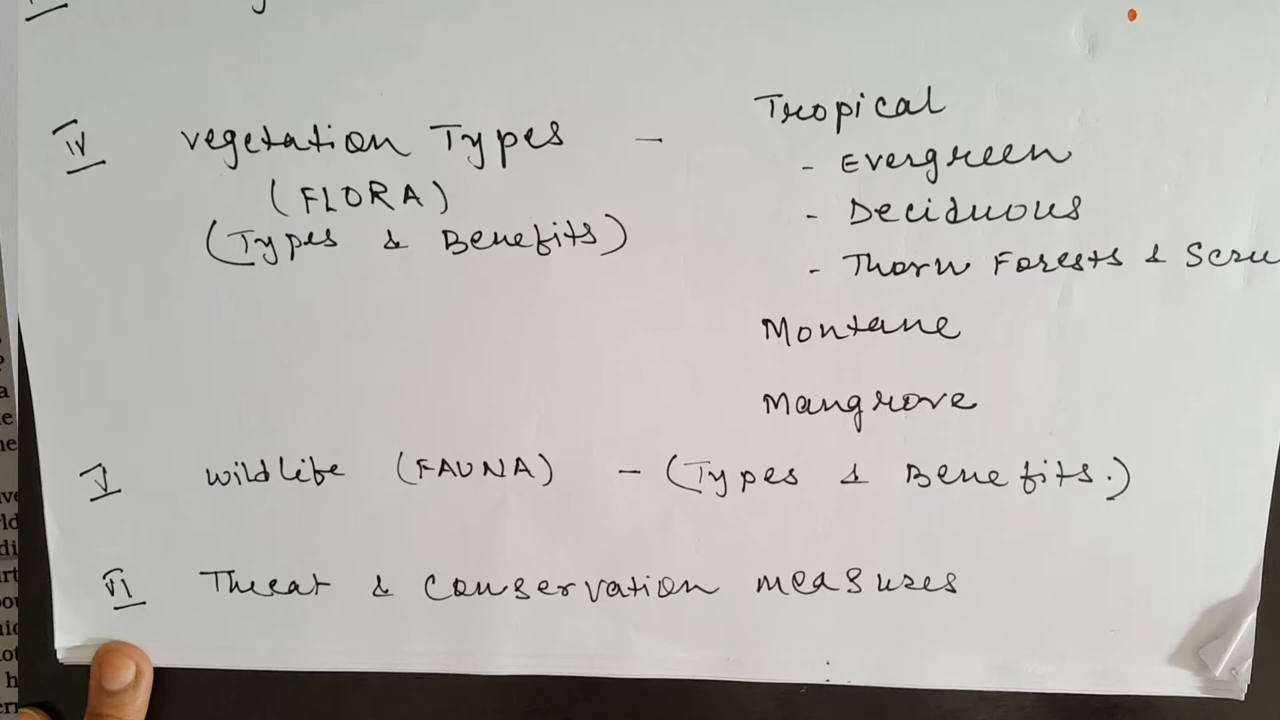 IV Vegetation Types - Tropical
(FLORA)
(Types & Benefits)
- Evergreen
- Deciduous
- Thorn Forests &
Montane
Mangrove
V Wildlife (FAUNA) - (Types & Benefits.)
VI Threat & Conservation measures